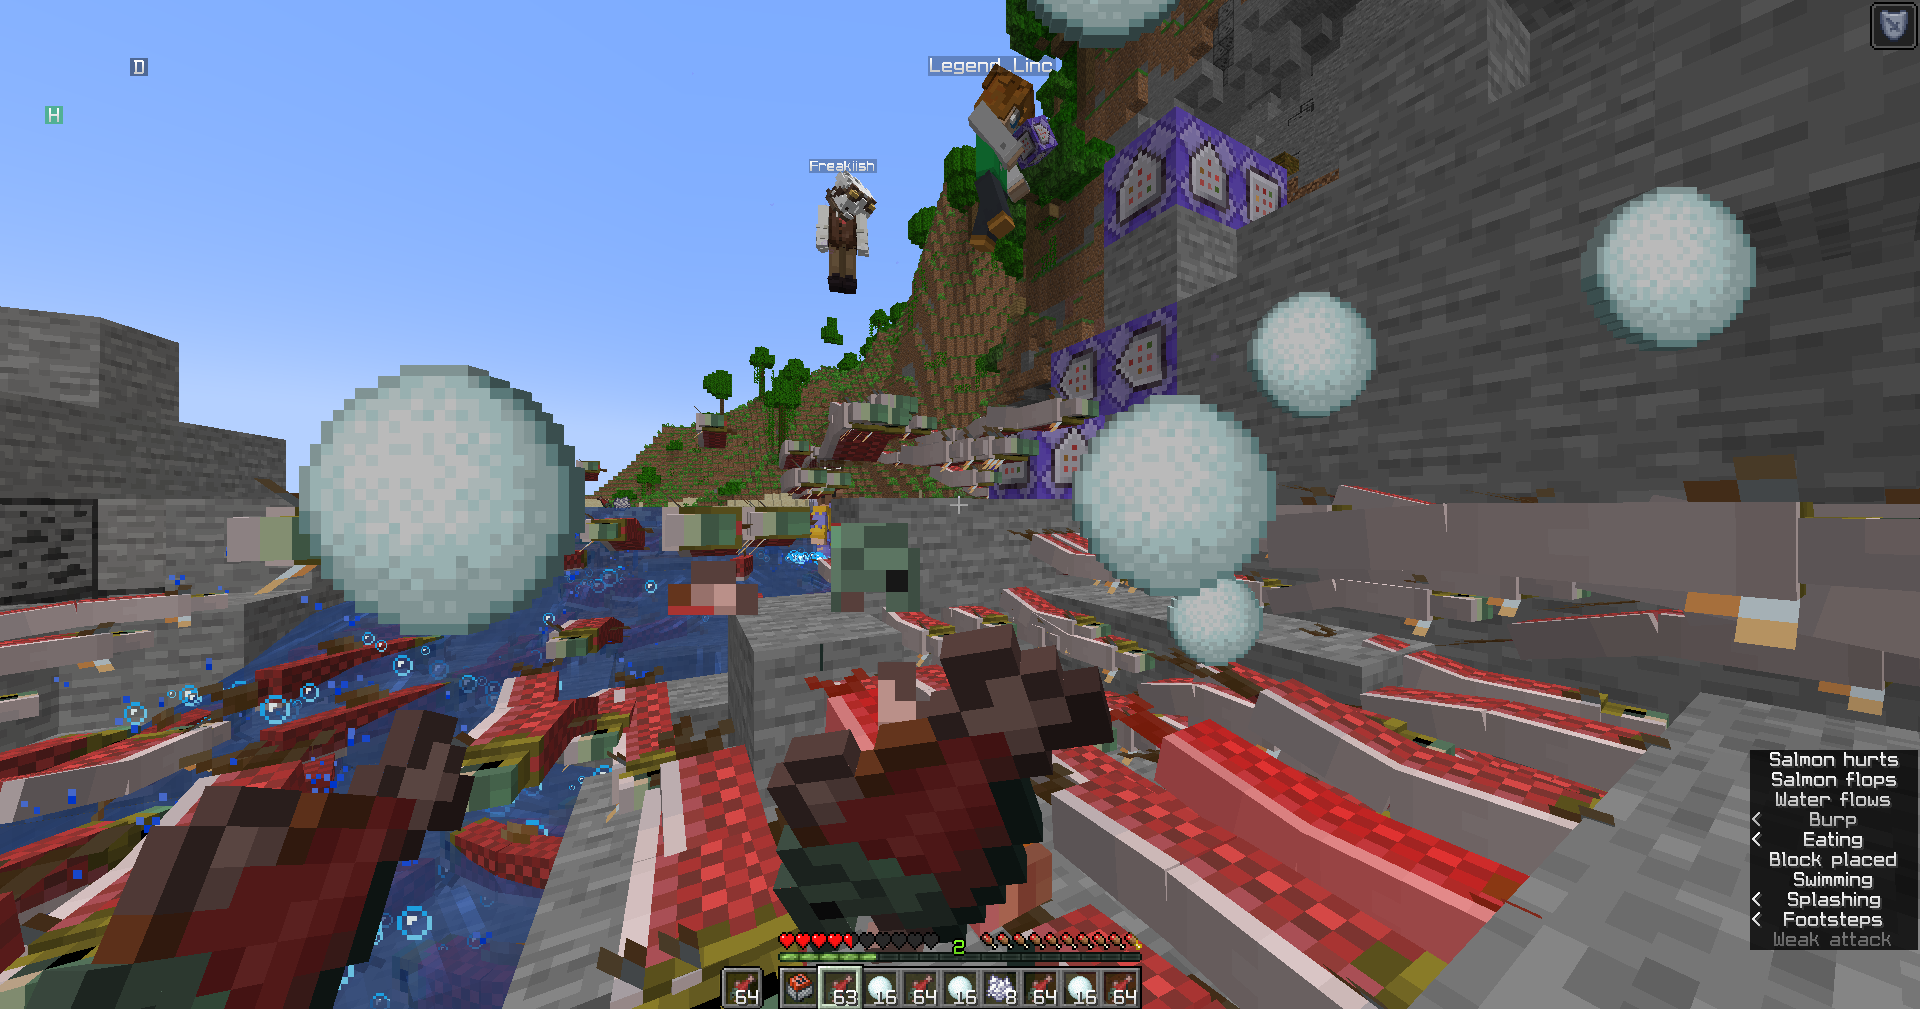 D
H
Legend_Linc
Freakiish
Salmon hurts
Salmon flops
Water flows
< Burp
< Eating
Block placed
Swimming
< Splashing
< Footsteps
Weak attack
2
64 63 16 64 16 8 64 16 64